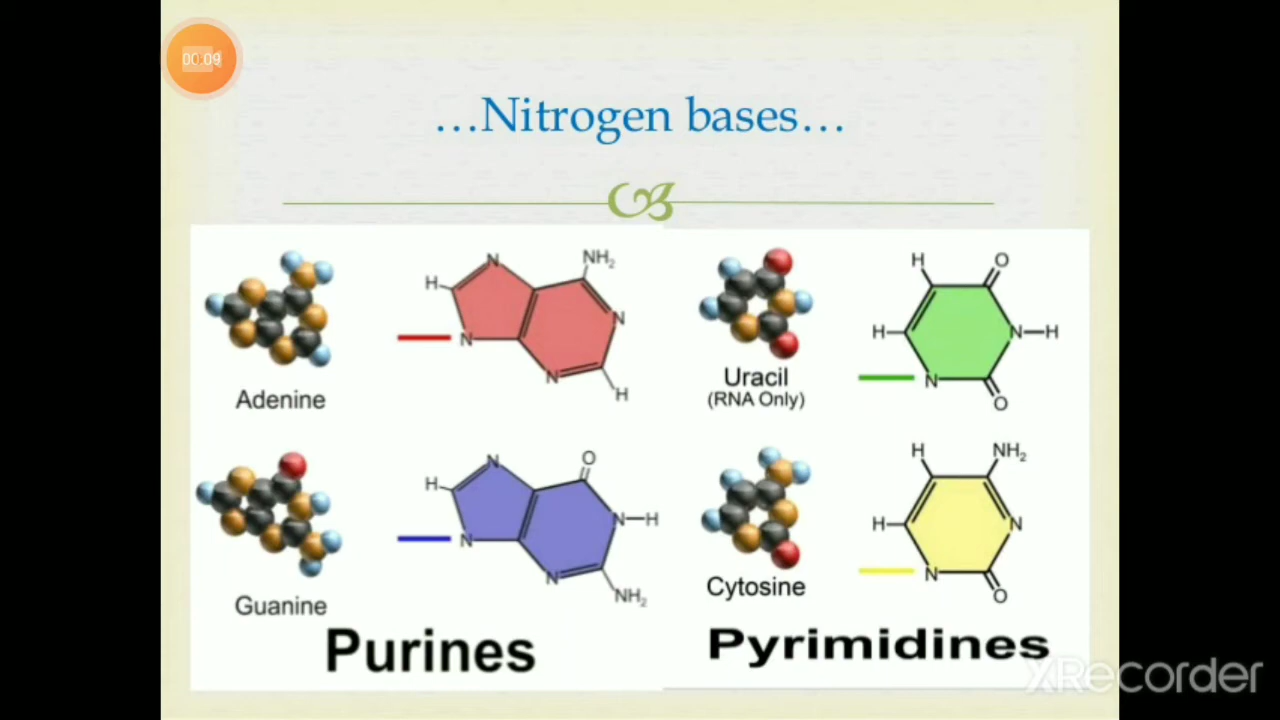 00:09
…Nitrogen bases…
NH₂
N
H
N
N
N
H
Adenine
H
O
H
N
H
N
O
Uracil
(RNA Only)
O
N
H
N
H
N
N
NH₂
Guanine
H
NH₂
H
N
N
O
Cytosine
Purines
Pyrimidines
XRecorder